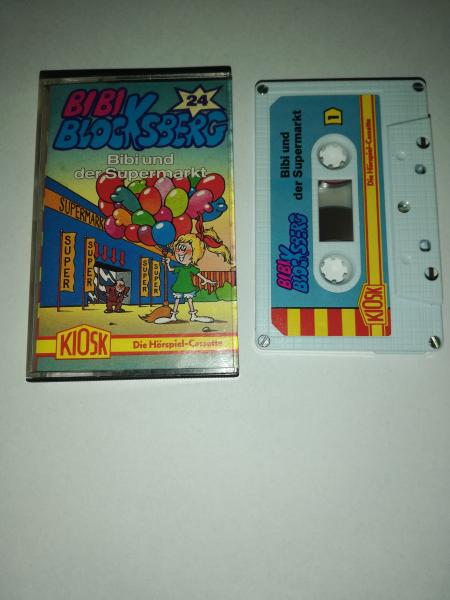 BIBI
BLOCKSBERG
24
Bibi und
der Supermarkt
SUPERMARK
SUPER
SUPER
SUPER
SUPER
KIOSK
Die Hörspiel-Cassette
BIBI
BLOCKSBERG
Bibi und
der Supermarkt
1
KIOSK
Die Hörspiel-Cassette